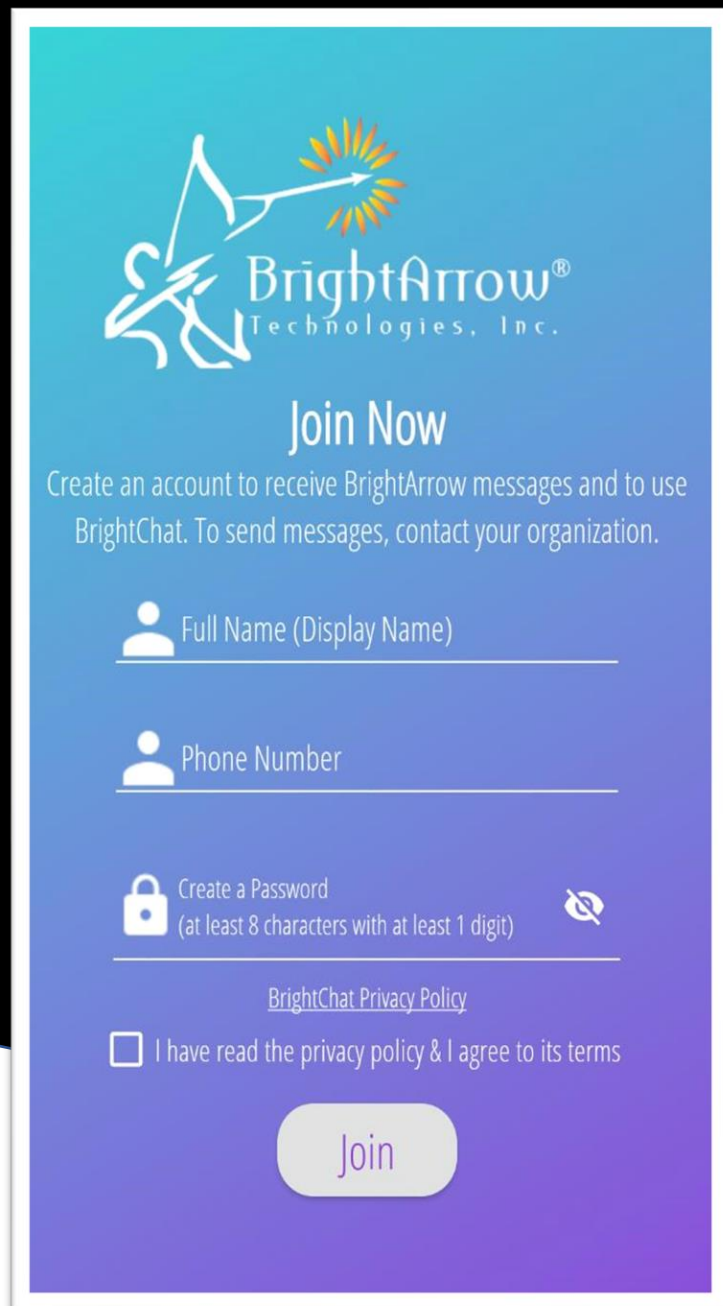 BrightArrow®
Technologies, Inc.
Join Now
Create an account to receive BrightArrow messages and to use
BrightChat. To send messages, contact your organization.
Full Name (Display Name)
Phone Number
Create a Password
(at least 8 characters with at least 1 digit)
BrightChat Privacy Policy
I have read the privacy policy & I agree to its terms
Join